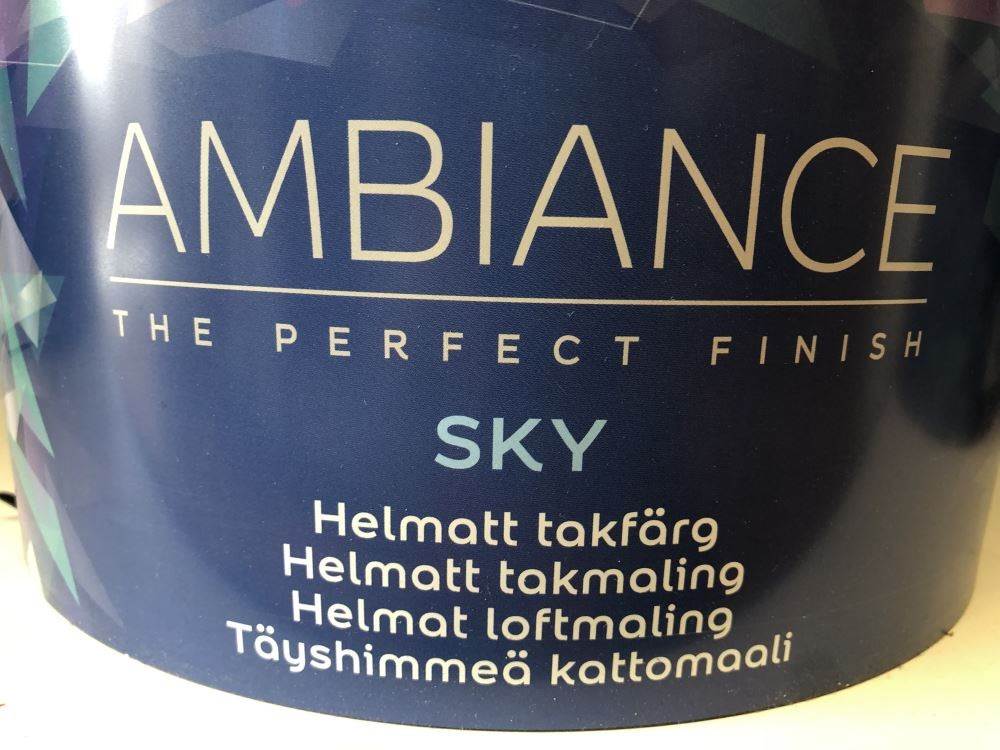 AMBIANCE
THE PERFECT FINISH
SKY
Helmatt takfärg
Helmatt takmaling
Helmat loftmaling
Täyshimmeä kattomaali